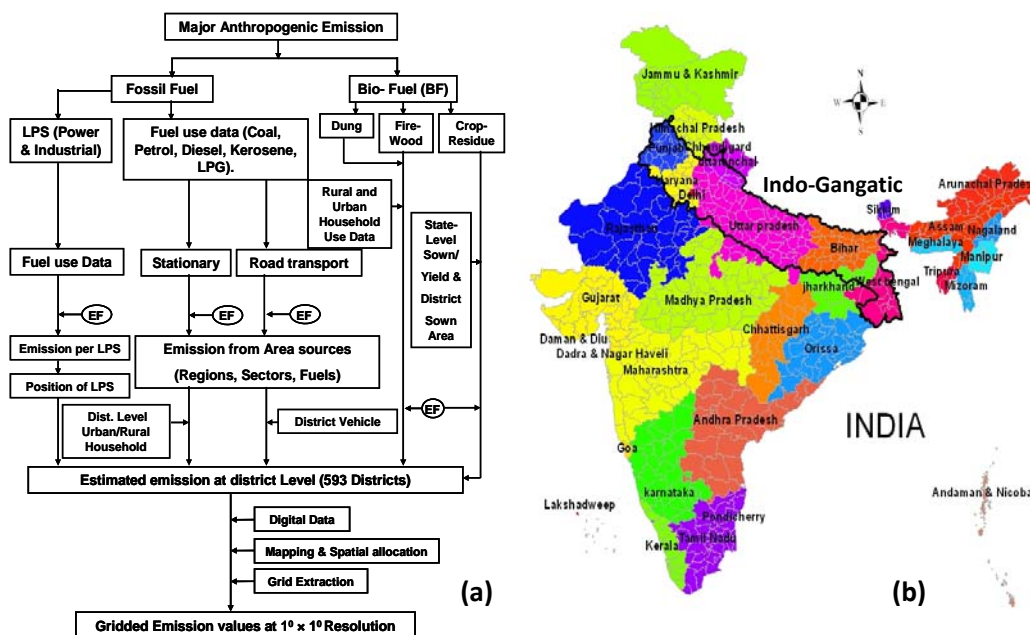 Major Anthropogenic Emission
Fossil Fuel
Bio- Fuel (BF)
LPS (Power
& Industrial)
Fuel use data (Coal,
Petrol, Diesel, Kerosene,
LPG).
Dung
Fire-
Wood
Crop-
Residue
Rural and
Urban
Household
Use Data
State-
Level
Sown/
Yield &
District
Sown
Area
Fuel use Data
Stationary
Road transport
EF
EF
EF
Emission per LPS
Emission from Area sources
(Regions, Sectors, Fuels)
Position of LPS
Dist. Level
Urban/Rural
Household
District Vehicle
EF
Estimated emission at district Level (593 Districts)
Digital Data
Mapping & Spatial allocation
Grid Extraction
Gridded Emission values at 1⁰ × 1⁰ Resolution
(a)
N
W
E
S
Jammu & Kashmir
Himachal Pradesh
Punjab
Chhandigard
Uttaranchal
Haryana
Delhi
Indo-Gangatic
Arunachal Pradesh
Sikkim
Rajasthan
Uttar pradesh
Assam
Nagaland
Bihar
Meghalaya
Manipur
jharkhand
West bengal
Tripura
Mizoram
Gujarat
Madhya Pradesh
Chhattisgarh
Daman & Diu
Dadra & Nagar Haveli
Orissa
Maharashtra
Andhra Pradesh
INDIA
Goa
karnataka
Andaman & Nicoba
Lakshadweep
Pondicherry
Tamil Nadu
Kerala
(b)